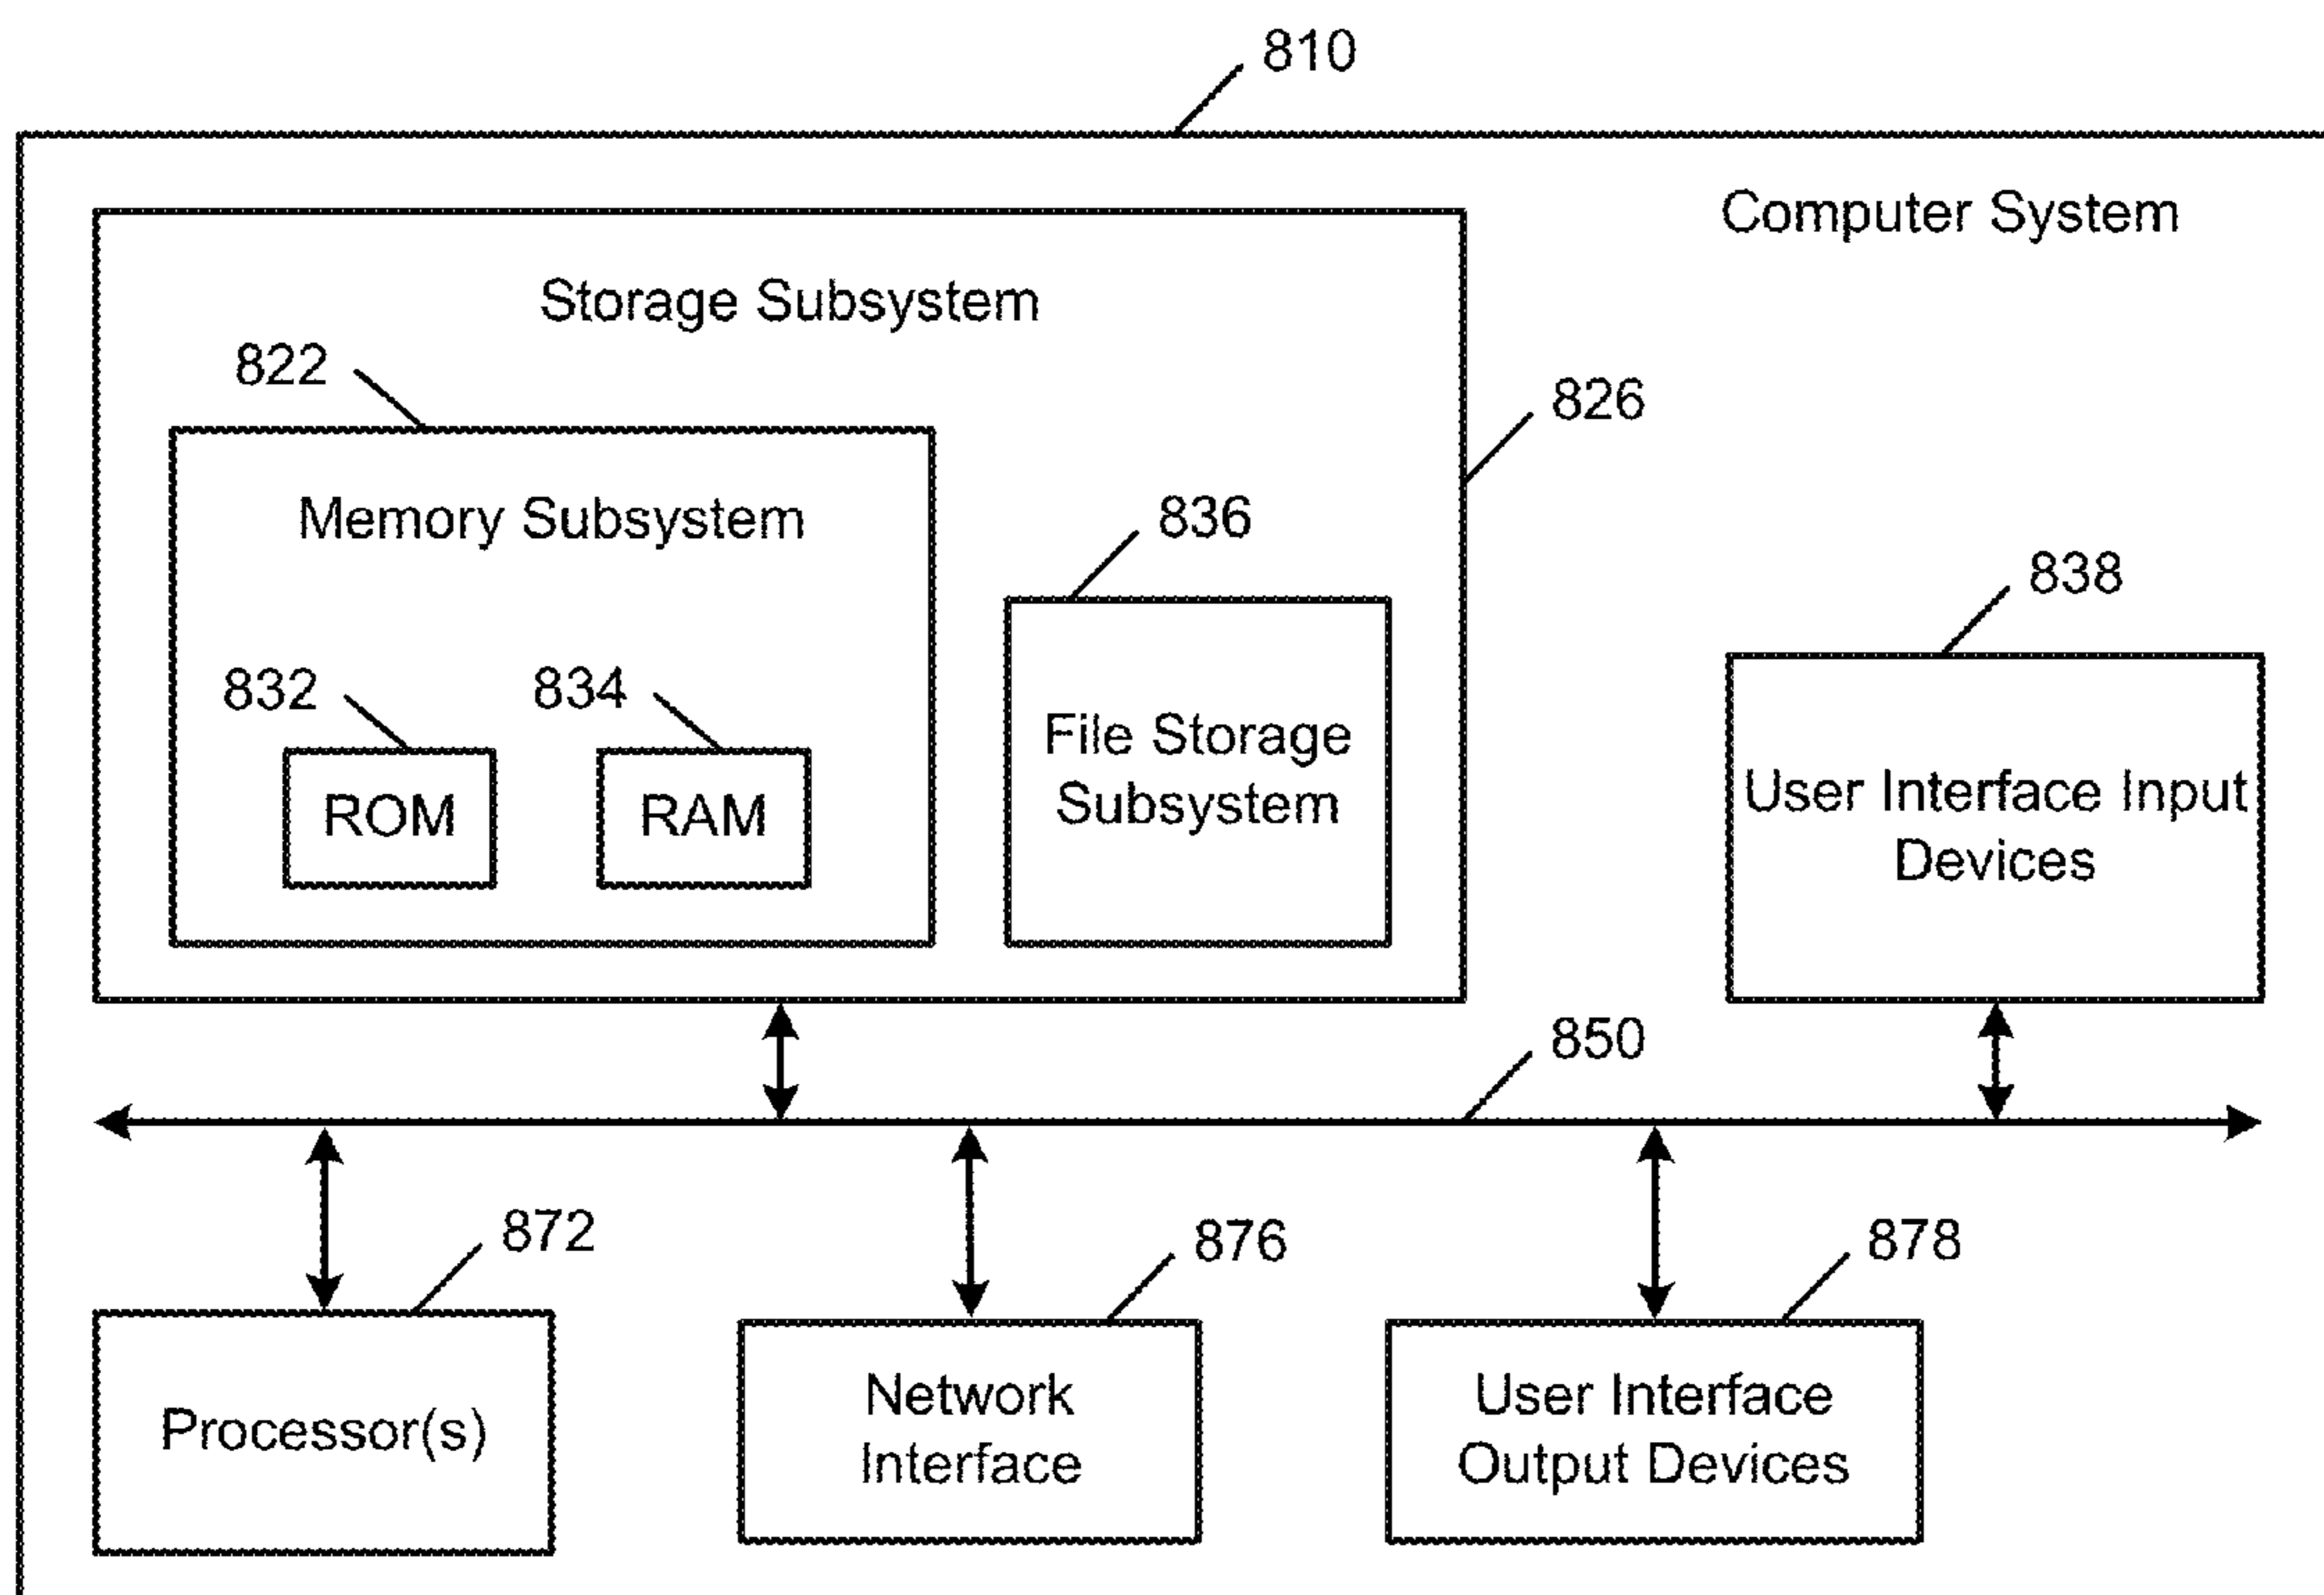 810
Computer System
Storage Subsystem
822
826
Memory Subsystem
836
838
832
834
File Storage
Subsystem
User Interface Input
Devices
ROM
RAM
850
872
876
878
Processor(s)
Network
Interface
User Interface
Output Devices